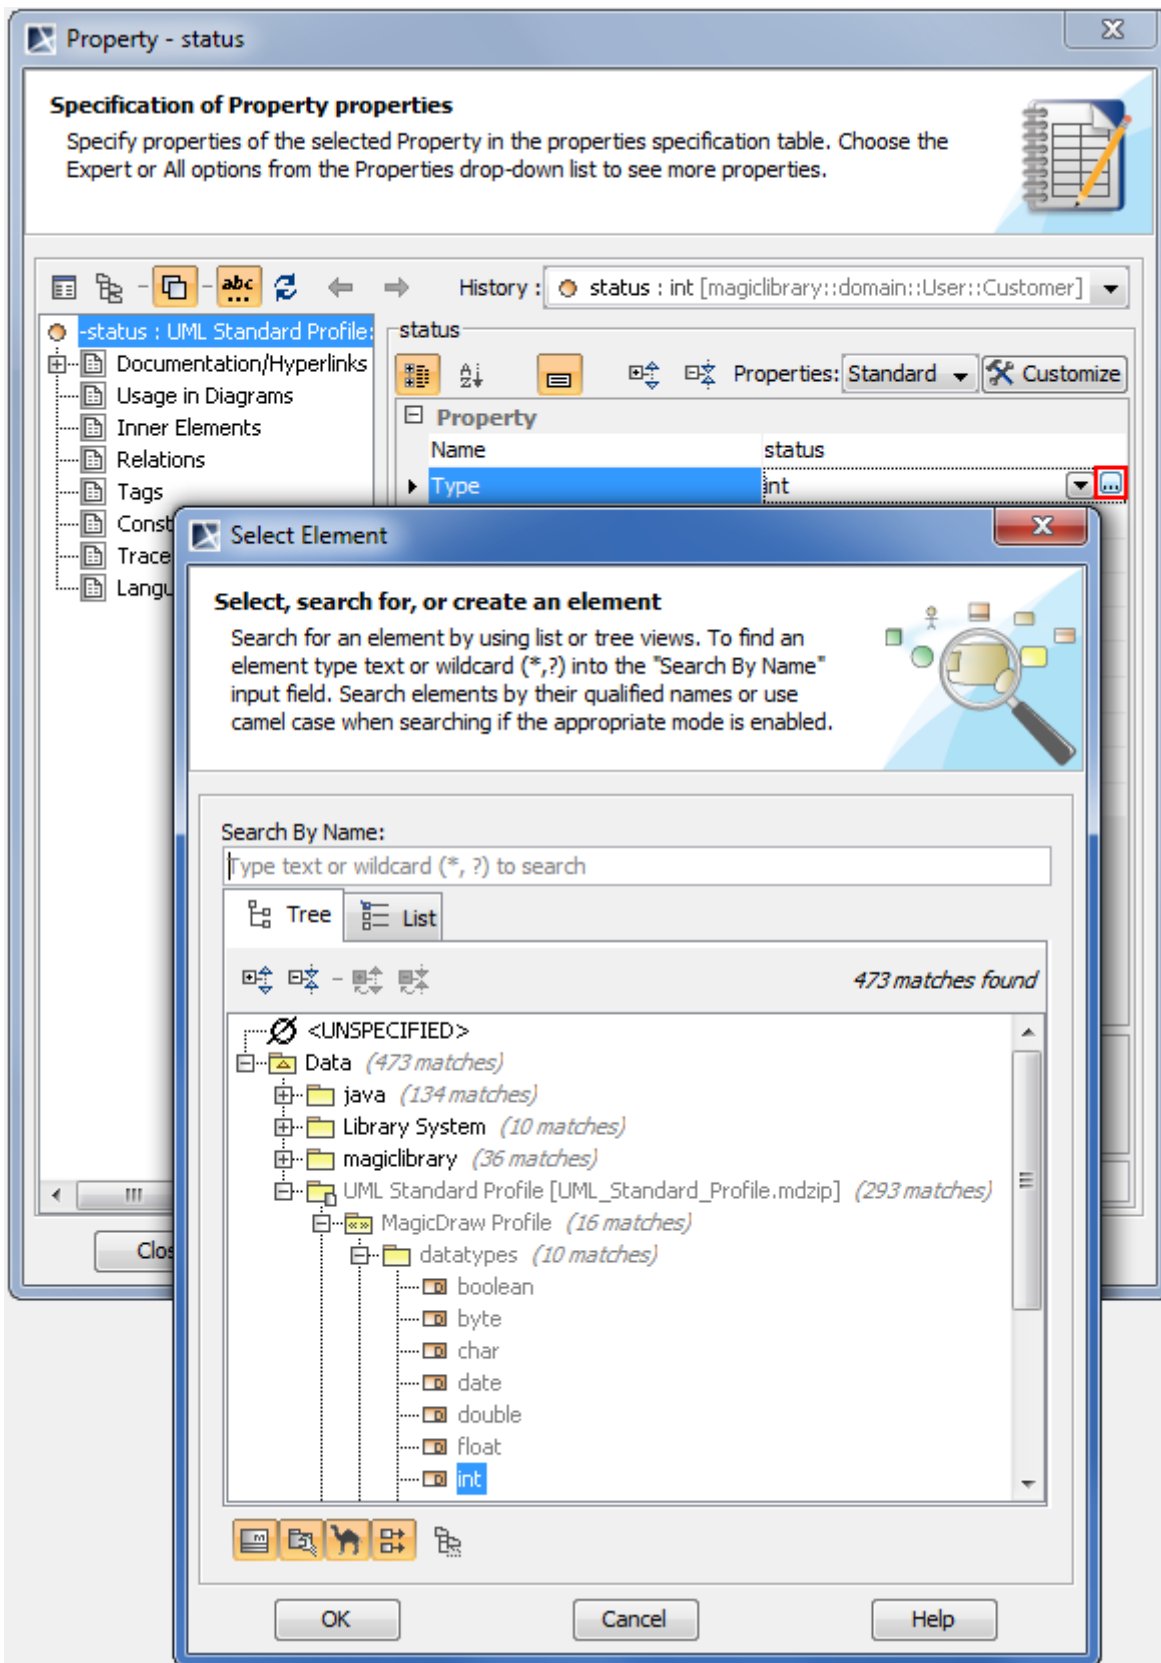 Property - status
Specification of Property properties
Specify properties of the selected Property in the properties specification table. Choose the
Expert or All options from the Properties drop-down list to see more properties.
abc
History : status : int [magiclibrary::domain::User::Customer]
-status : UML Standard Profile:
Documentation/Hyperlinks
Usage in Diagrams
Inner Elements
Relations
Tags
Const
Trace
Langu
status
Properties: Standard Customize
Property
Name status
Type int
Select Element
Select, search for, or create an element
Search for an element by using list or tree views. To find an
element type text or wildcard (*,?) into the "Search By Name"
input field. Search elements by their qualified names or use
camel case when searching if the appropriate mode is enabled.
Search By Name:
Type text or wildcard (*, ?) to search
Tree List
473 matches found
<UNSPECIFIED>
Data (473 matches)
java (134 matches)
Library System (10 matches)
magiclibrary (36 matches)
UML Standard Profile [UML_Standard_Profile.mdzip] (293 matches)
MagicDraw Profile (16 matches)
datatypes (10 matches)
boolean
byte
char
date
double
float
int
Clos
OK Cancel Help